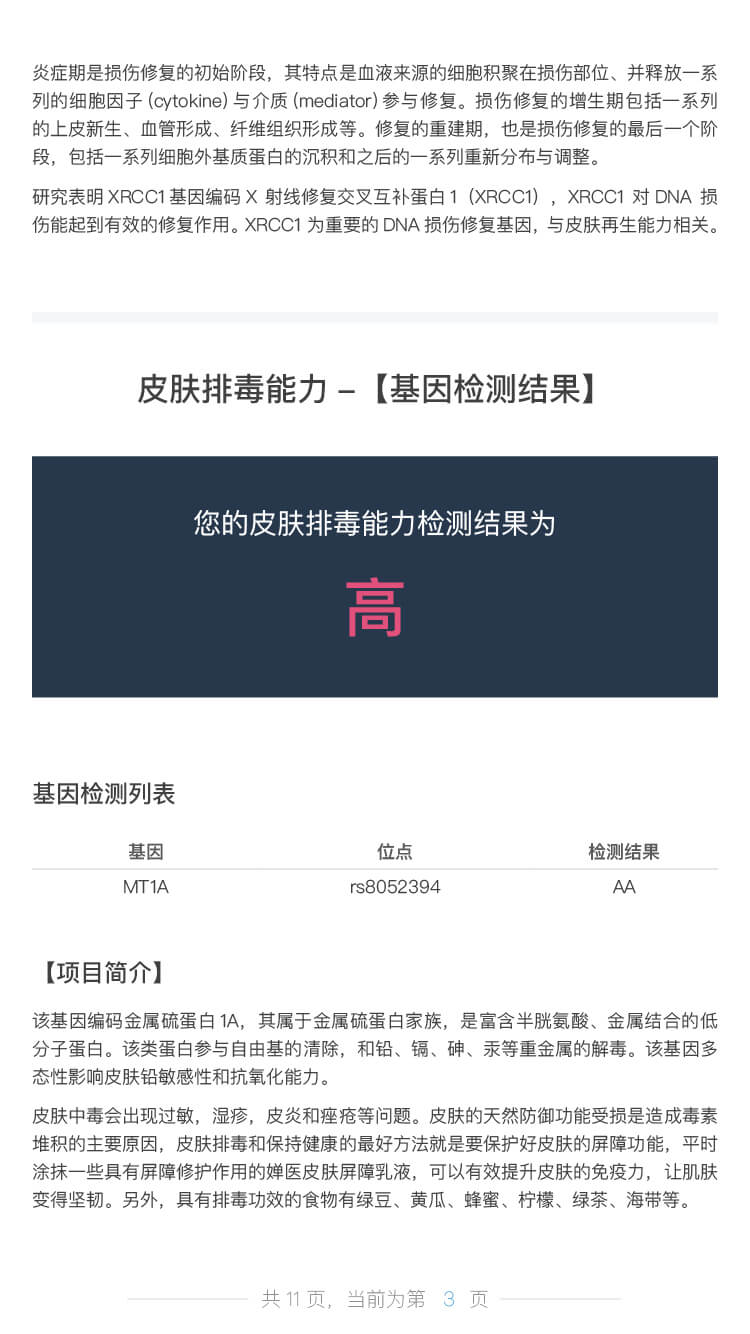 炎症期是损伤修复的初始阶段，其特点是血液来源的细胞积聚在损伤部位、并释放一系
列的细胞因子 (cytokine) 与介质 (mediator) 参与修复。损伤修复的增生期包括一系列
的上皮新生、血管形成、纤维组织形成等。修复的重建期，也是损伤修复的最后一个阶
段，包括一系列细胞外基质蛋白的沉积和之后的一系列重新分布与调整。
研究表明 XRCC1 基因编码 X 射线修复交叉互补蛋白 1（XRCC1），XRCC1 对 DNA 损
伤能起到有效的修复作用。XRCC1 为重要的 DNA 损伤修复基因，与皮肤再生能力相关。
皮肤排毒能力 –【基因检测结果】
您的皮肤排毒能力检测结果为
高
基因检测列表
基因 位点 检测结果
MT1A rs8052394 AA
【项目简介】
该基因编码金属硫蛋白 1A，其属于金属硫蛋白家族，是富含半胱氨酸、金属结合的低
分子蛋白。该类蛋白参与自由基的清除，和铅、镉、砷、汞等重金属的解毒。该基因多
态性影响皮肤铅敏感性和抗氧化能力。
皮肤中毒会出现过敏，湿疹，皮炎和痤疮等问题。皮肤的天然防御功能受损是造成毒素
堆积的主要原因，皮肤排毒和保持健康的最好方法就是要保护好皮肤的屏障功能，平时
涂抹一些具有屏障修护作用的婵医皮肤屏障乳液，可以有效提升皮肤的免疫力，让肌肤
变得坚韧。另外，具有排毒功效的食物有绿豆、黄瓜、蜂蜜、柠檬、绿茶、海带等。
共 11 页，当前为第 3 页